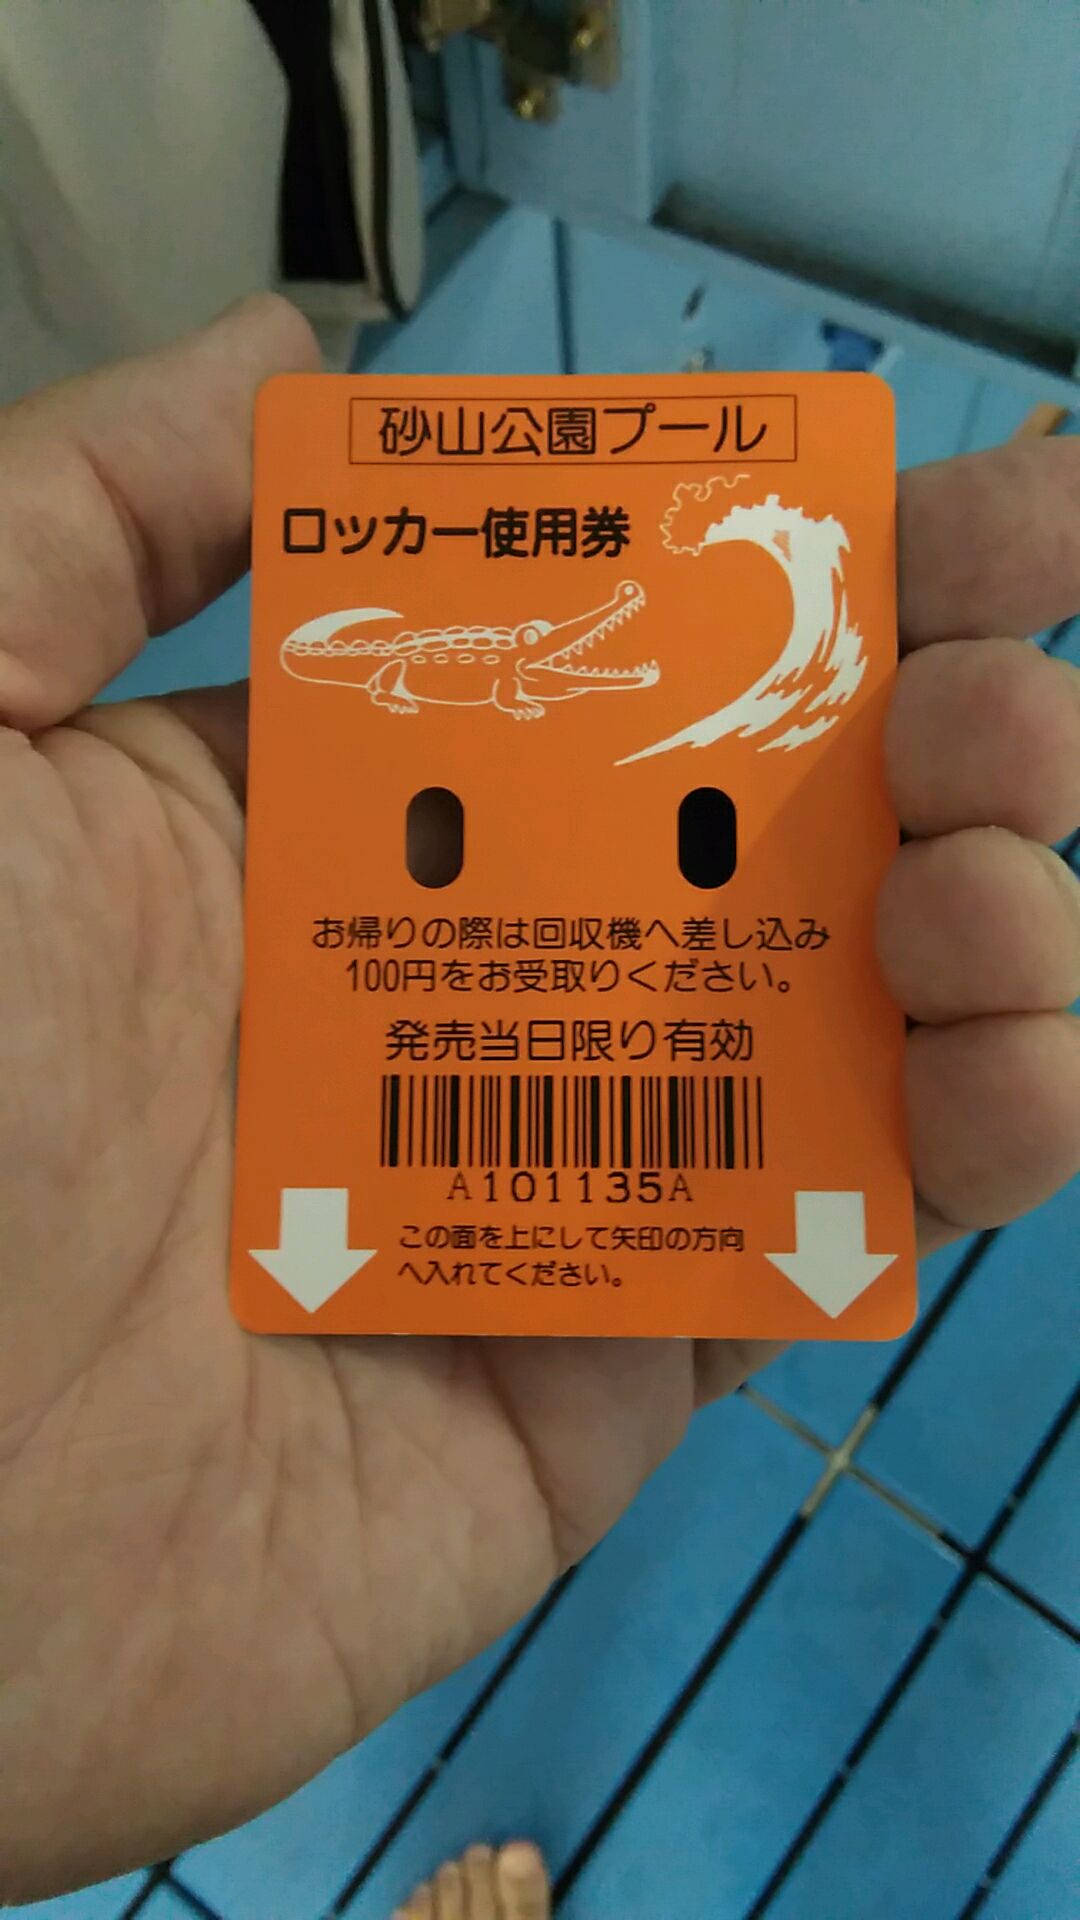 砂山公園プール
ロッカー使用券
お帰りの際は回収機へ差し込み
100円をお受取りください。
発売当日限り有効
A101135A
この面を上にして矢印の方向
へ入れてください。